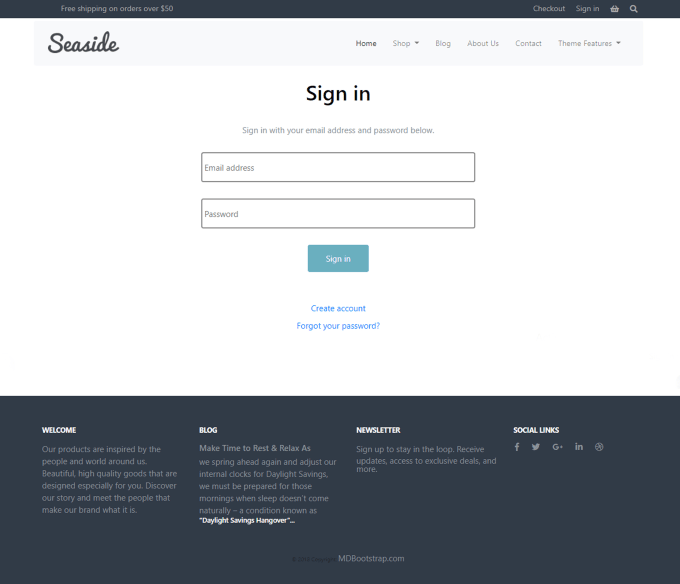 Free shipping on orders over $50
Checkout
Sign in
Seaside
Home
Shop
Blog
About Us
Contact
Theme Features
Sign in
Sign in with your email address and password below.
Email address
Password
Sign in
Create account
Forgot your password?
WELCOME
Our products are inspired by the
people and world around us.
Beautiful, high quality goods that are
designed especially for you. Discover
our story and meet the people that
make our brand what it is.
BLOG
Make Time to Rest & Relax As
we spring ahead again and adjust our
internal clocks for Daylight Savings,
we must be prepared for those
mornings when sleep doesn't come
naturally – a condition known as
"Daylight Savings Hangover"...
NEWSLETTER
Sign up to stay in the loop. Receive
updates, access to exclusive deals, and
more.
SOCIAL LINKS
MDBootstrap.com